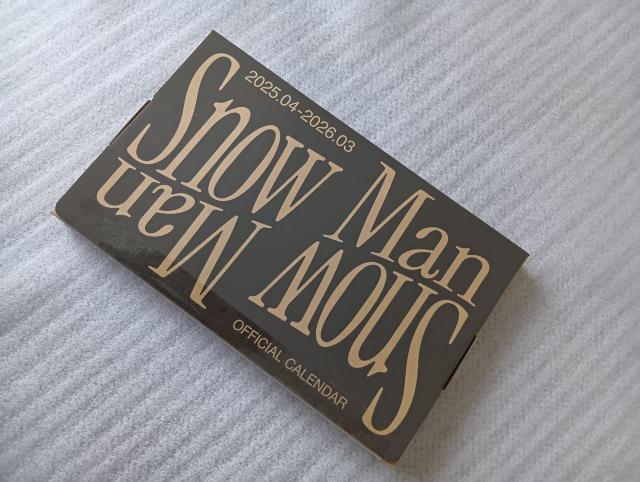 2025.04-2026.03
Snow Man
Snow Man
OFFICIAL CALENDAR